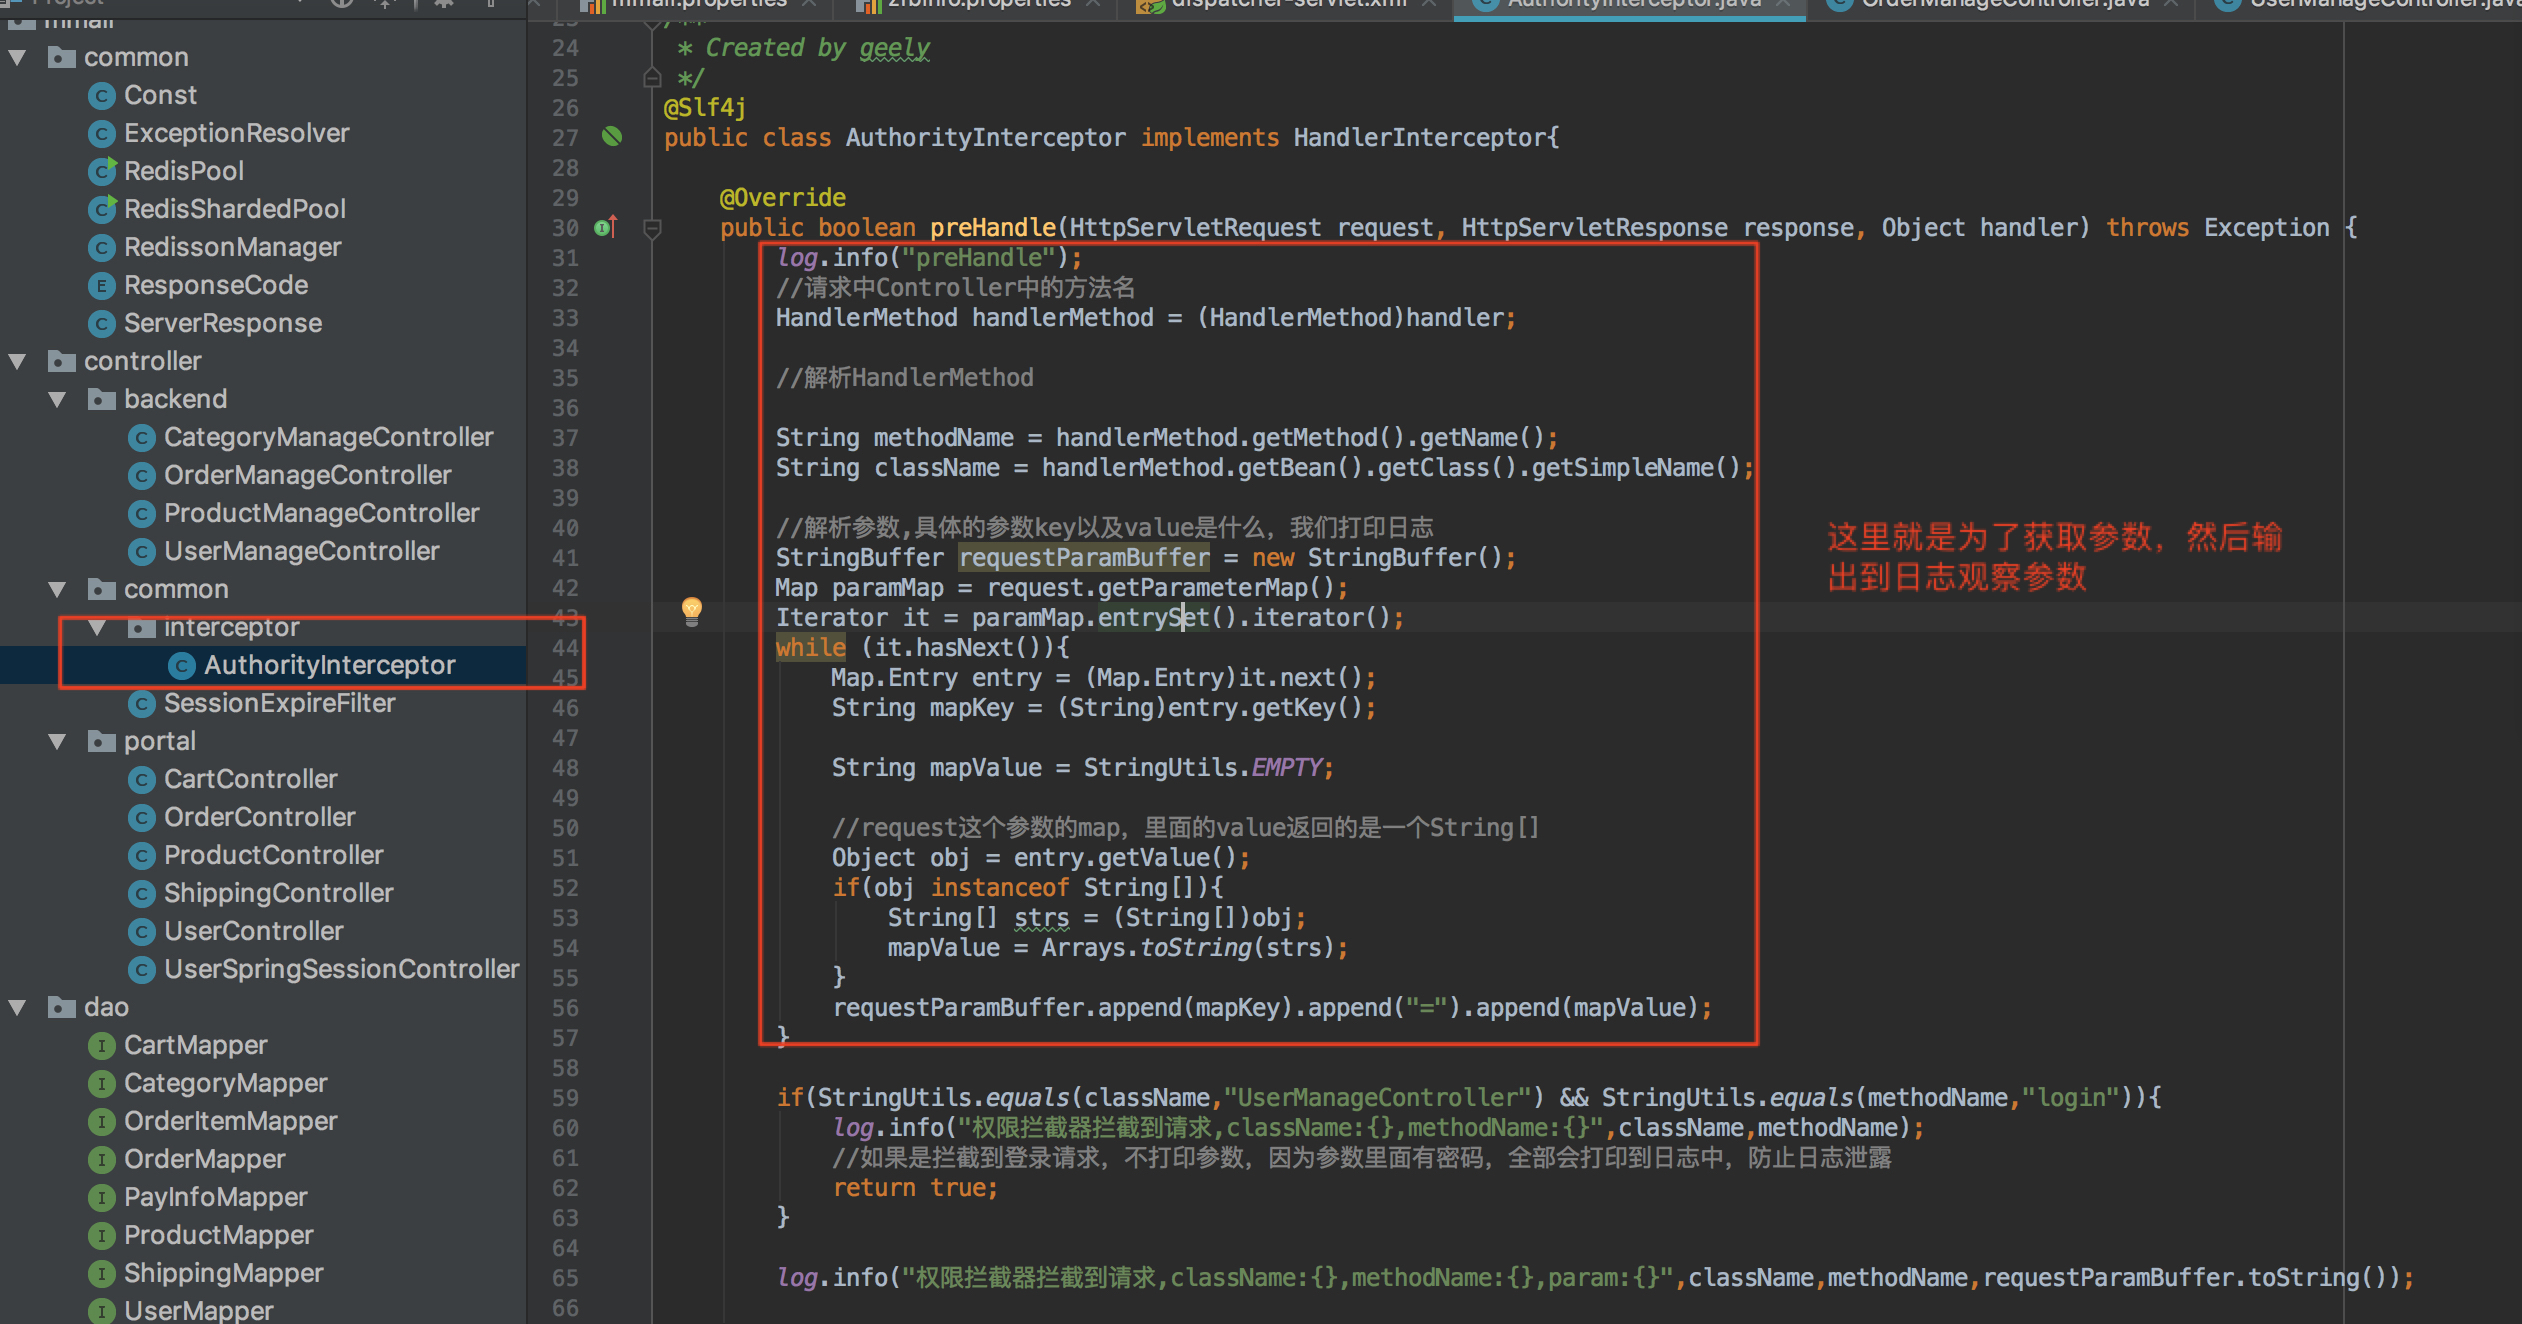 Project
mmall.properties
zfbinfo.properties
dispatcher-servlet.xml
AuthorityInterceptor.java
OrderManageController.java
UserManageController.java
mmall
common
Const
ExceptionResolver
RedisPool
RedisShardedPool
RedissonManager
ResponseCode
ServerResponse
controller
backend
CategoryManageController
OrderManageController
ProductManageController
UserManageController
common
interceptor
AuthorityInterceptor
SessionExpireFilter
portal
CartController
OrderController
ProductController
ShippingController
UserController
UserSpringSessionController
dao
CartMapper
CategoryMapper
OrderItemMapper
OrderMapper
PayInfoMapper
ProductMapper
ShippingMapper
UserMapper
23 /**
24 * Created by geely
25 */
26 @Slf4j
27 public class AuthorityInterceptor implements HandlerInterceptor{
28
29 @Override
30 public boolean preHandle(HttpServletRequest request, HttpServletResponse response, Object handler) throws Exception {
31 log.info("preHandle");
32 //请求中Controller中的方法名
33 HandlerMethod handlerMethod = (HandlerMethod)handler;
34
35 //解析HandlerMethod
36
37 String methodName = handlerMethod.getMethod().getName();
38 String className = handlerMethod.getBean().getClass().getSimpleName();
39
40 //解析参数,具体的参数key以及value是什么，我们打印日志
41 StringBuffer requestParamBuffer = new StringBuffer();
42 Map paramMap = request.getParameterMap();
43 Iterator it = paramMap.entrySet().iterator();
44 while (it.hasNext()){
45 Map.Entry entry = (Map.Entry)it.next();
46 String mapKey = (String)entry.getKey();
47
48 String mapValue = StringUtils.EMPTY;
49
50 //request这个参数的map，里面的value返回的是一个String[]
51 Object obj = entry.getValue();
52 if(obj instanceof String[]){
53 String[] strs = (String[])obj;
54 mapValue = Arrays.toString(strs);
55 }
56 requestParamBuffer.append(mapKey).append("=").append(mapValue);
57 }
58
59 if(StringUtils.equals(className,"UserManageController") && StringUtils.equals(methodName,"login")){
60 log.info("权限拦截器拦截到请求,className:{},methodName:{}",className,methodName);
61 //如果是拦截到登录请求，不打印参数，因为参数里面有密码，全部会打印到日志中，防止日志泄露
62 return true;
63 }
64
65 log.info("权限拦截器拦截到请求,className:{},methodName:{},param:{}",className,methodName,requestParamBuffer.toString());
66
这里就是为了获取参数，然后输
出到日志观察参数